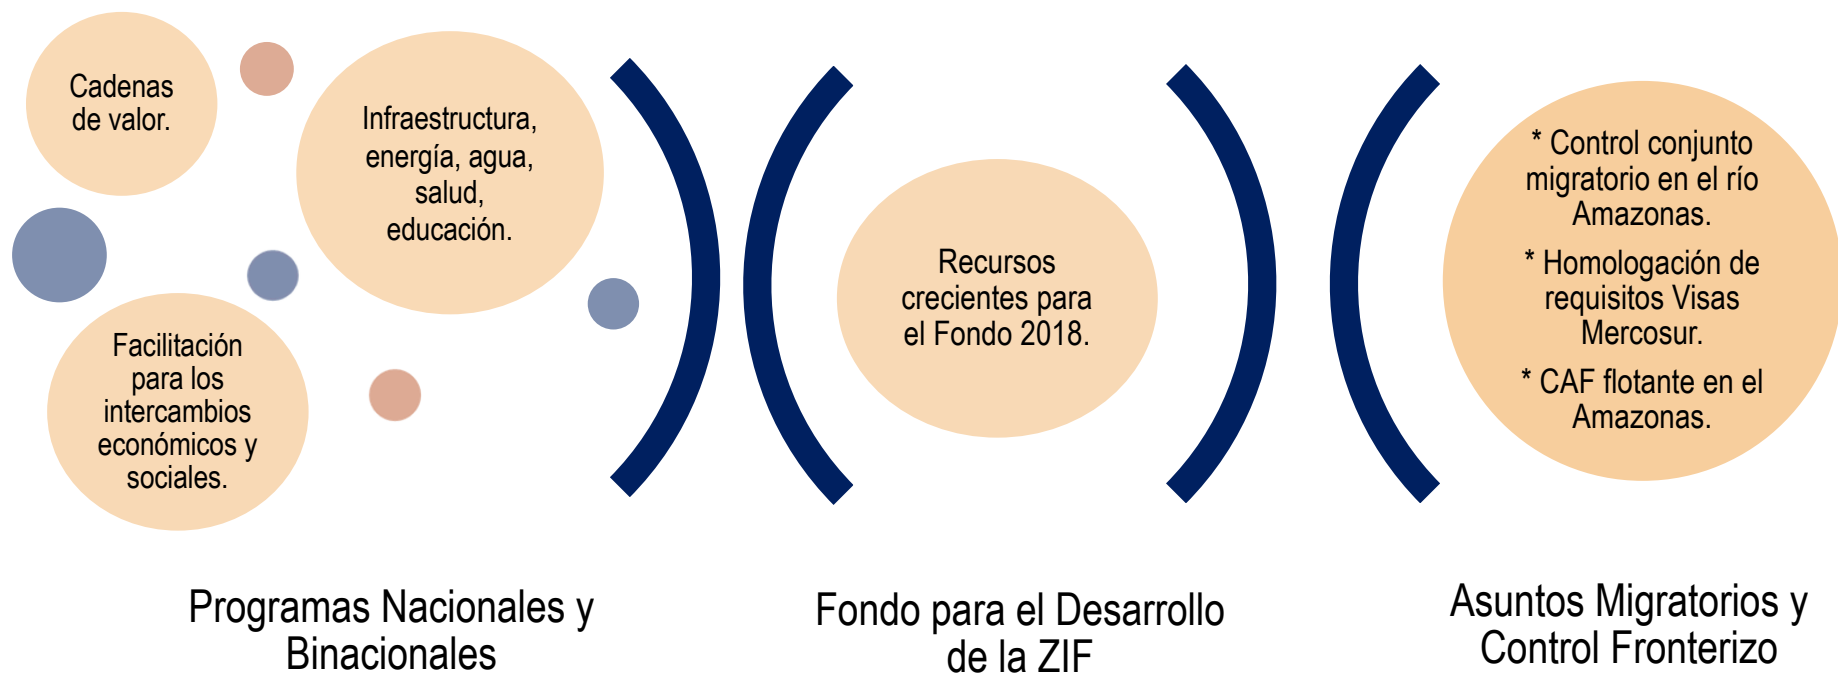 Cadenas
de valor.
Infraestructura,
energía, agua,
salud,
educación.
Facilitación
para los
intercambios
económicos y
sociales.
Programas Nacionales y
Binacionales
Recursos
crecientes para
el Fondo 2018.
Fondo para el Desarrollo
de la ZIF
* Control conjunto
migratorio en el río
Amazonas.
* Homologación de
requisitos Visas
Mercosur.
* CAF flotante en el
Amazonas.
Asuntos Migratorios y
Control Fronterizo